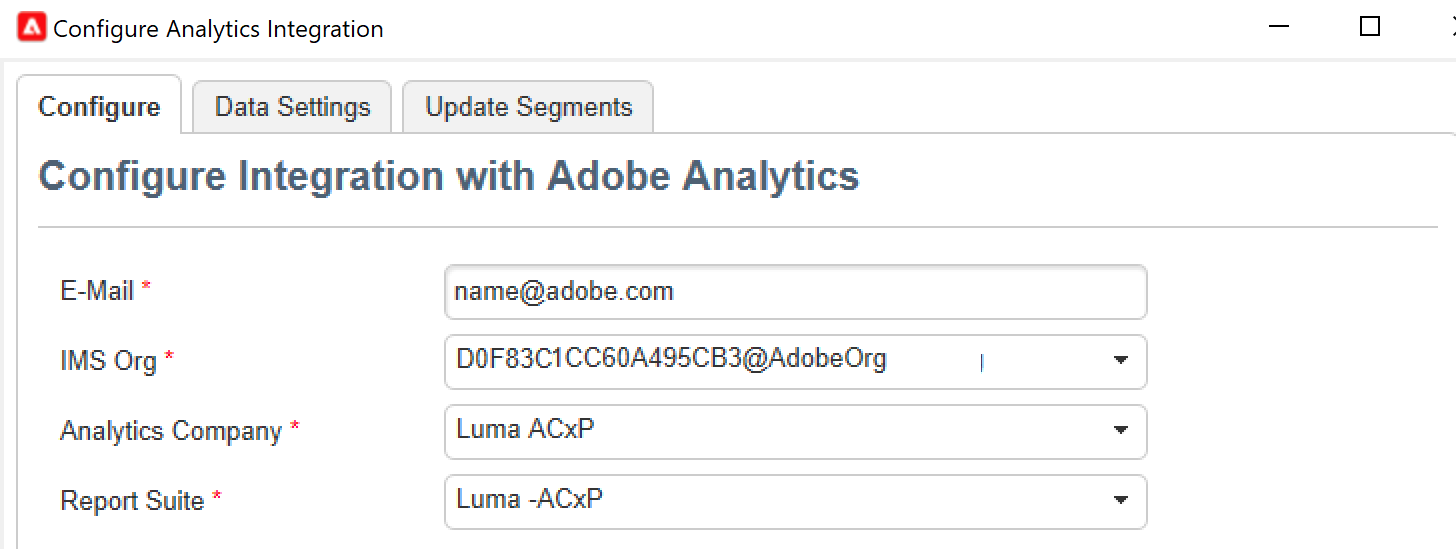 Configure Analytics Integration
Configure Data Settings Update Segments
Configure Integration with Adobe Analytics
E-Mail * name@adobe.com
IMS Org * D0F83C1CC60A495CB3@AdobeOrg
Analytics Company * Luma ACxP
Report Suite * Luma -ACxP